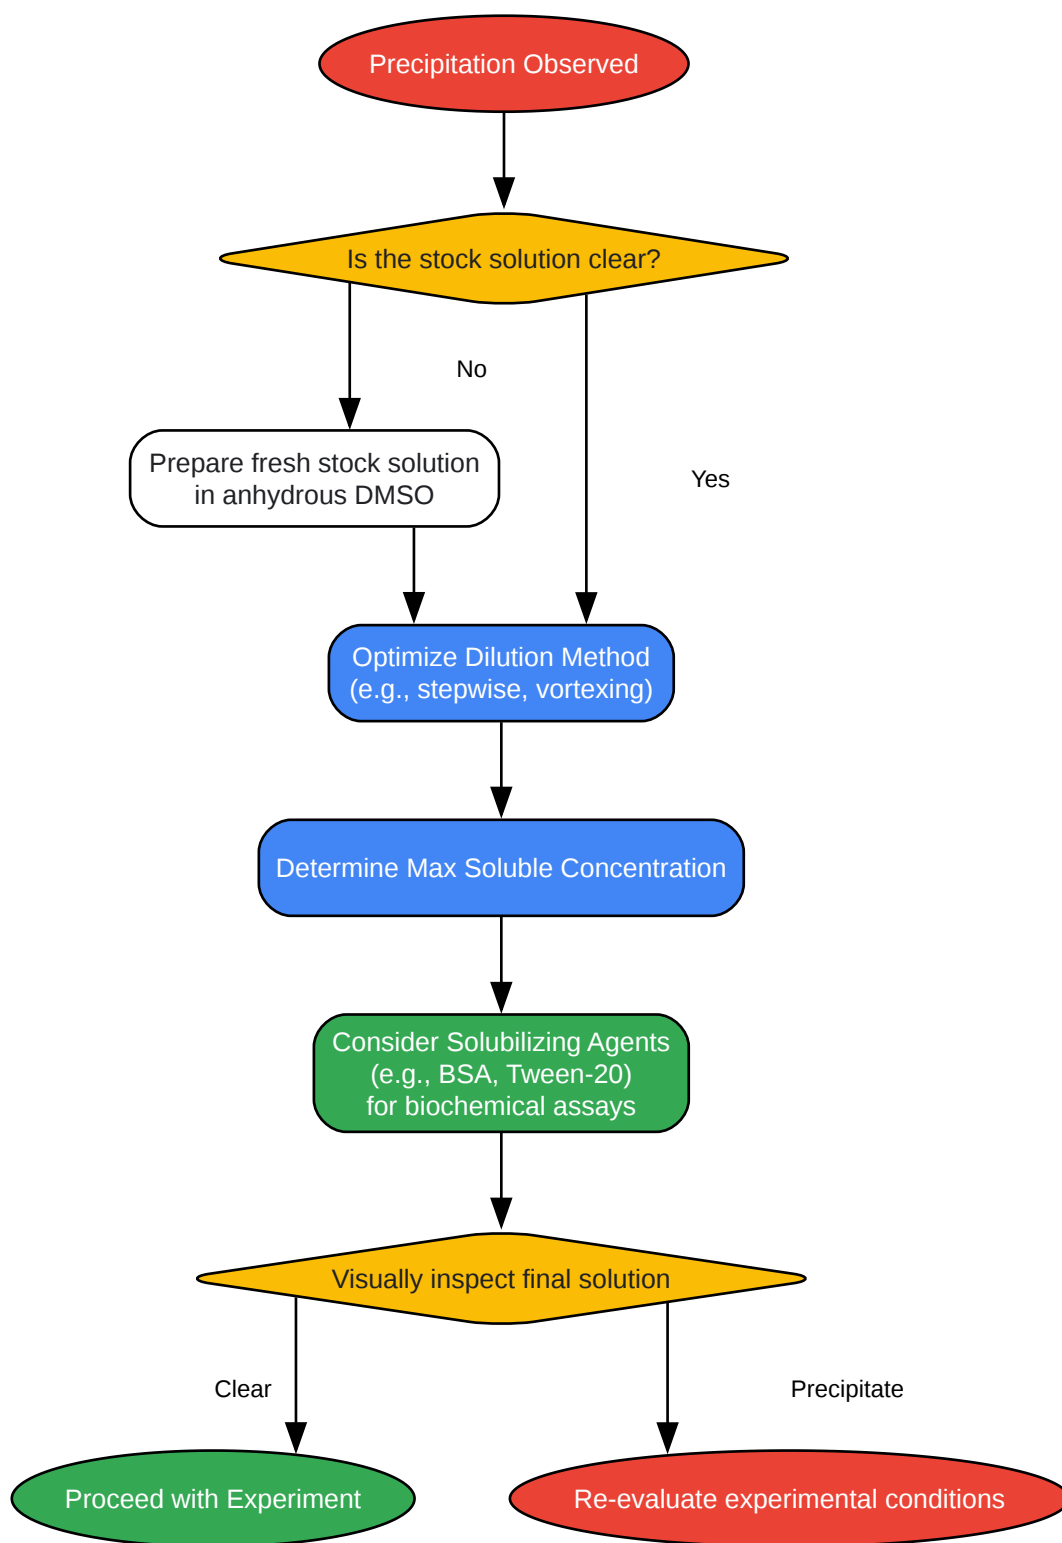 Precipitation Observed
Is the stock solution clear?
No
Prepare fresh stock solution
in anhydrous DMSO
Yes
Optimize Dilution Method
(e.g., stepwise, vortexing)
Determine Max Soluble Concentration
Consider Solubilizing Agents
(e.g., BSA, Tween-20)
for biochemical assays
Visually inspect final solution
Clear
Precipitate
Proceed with Experiment
Re-evaluate experimental conditions